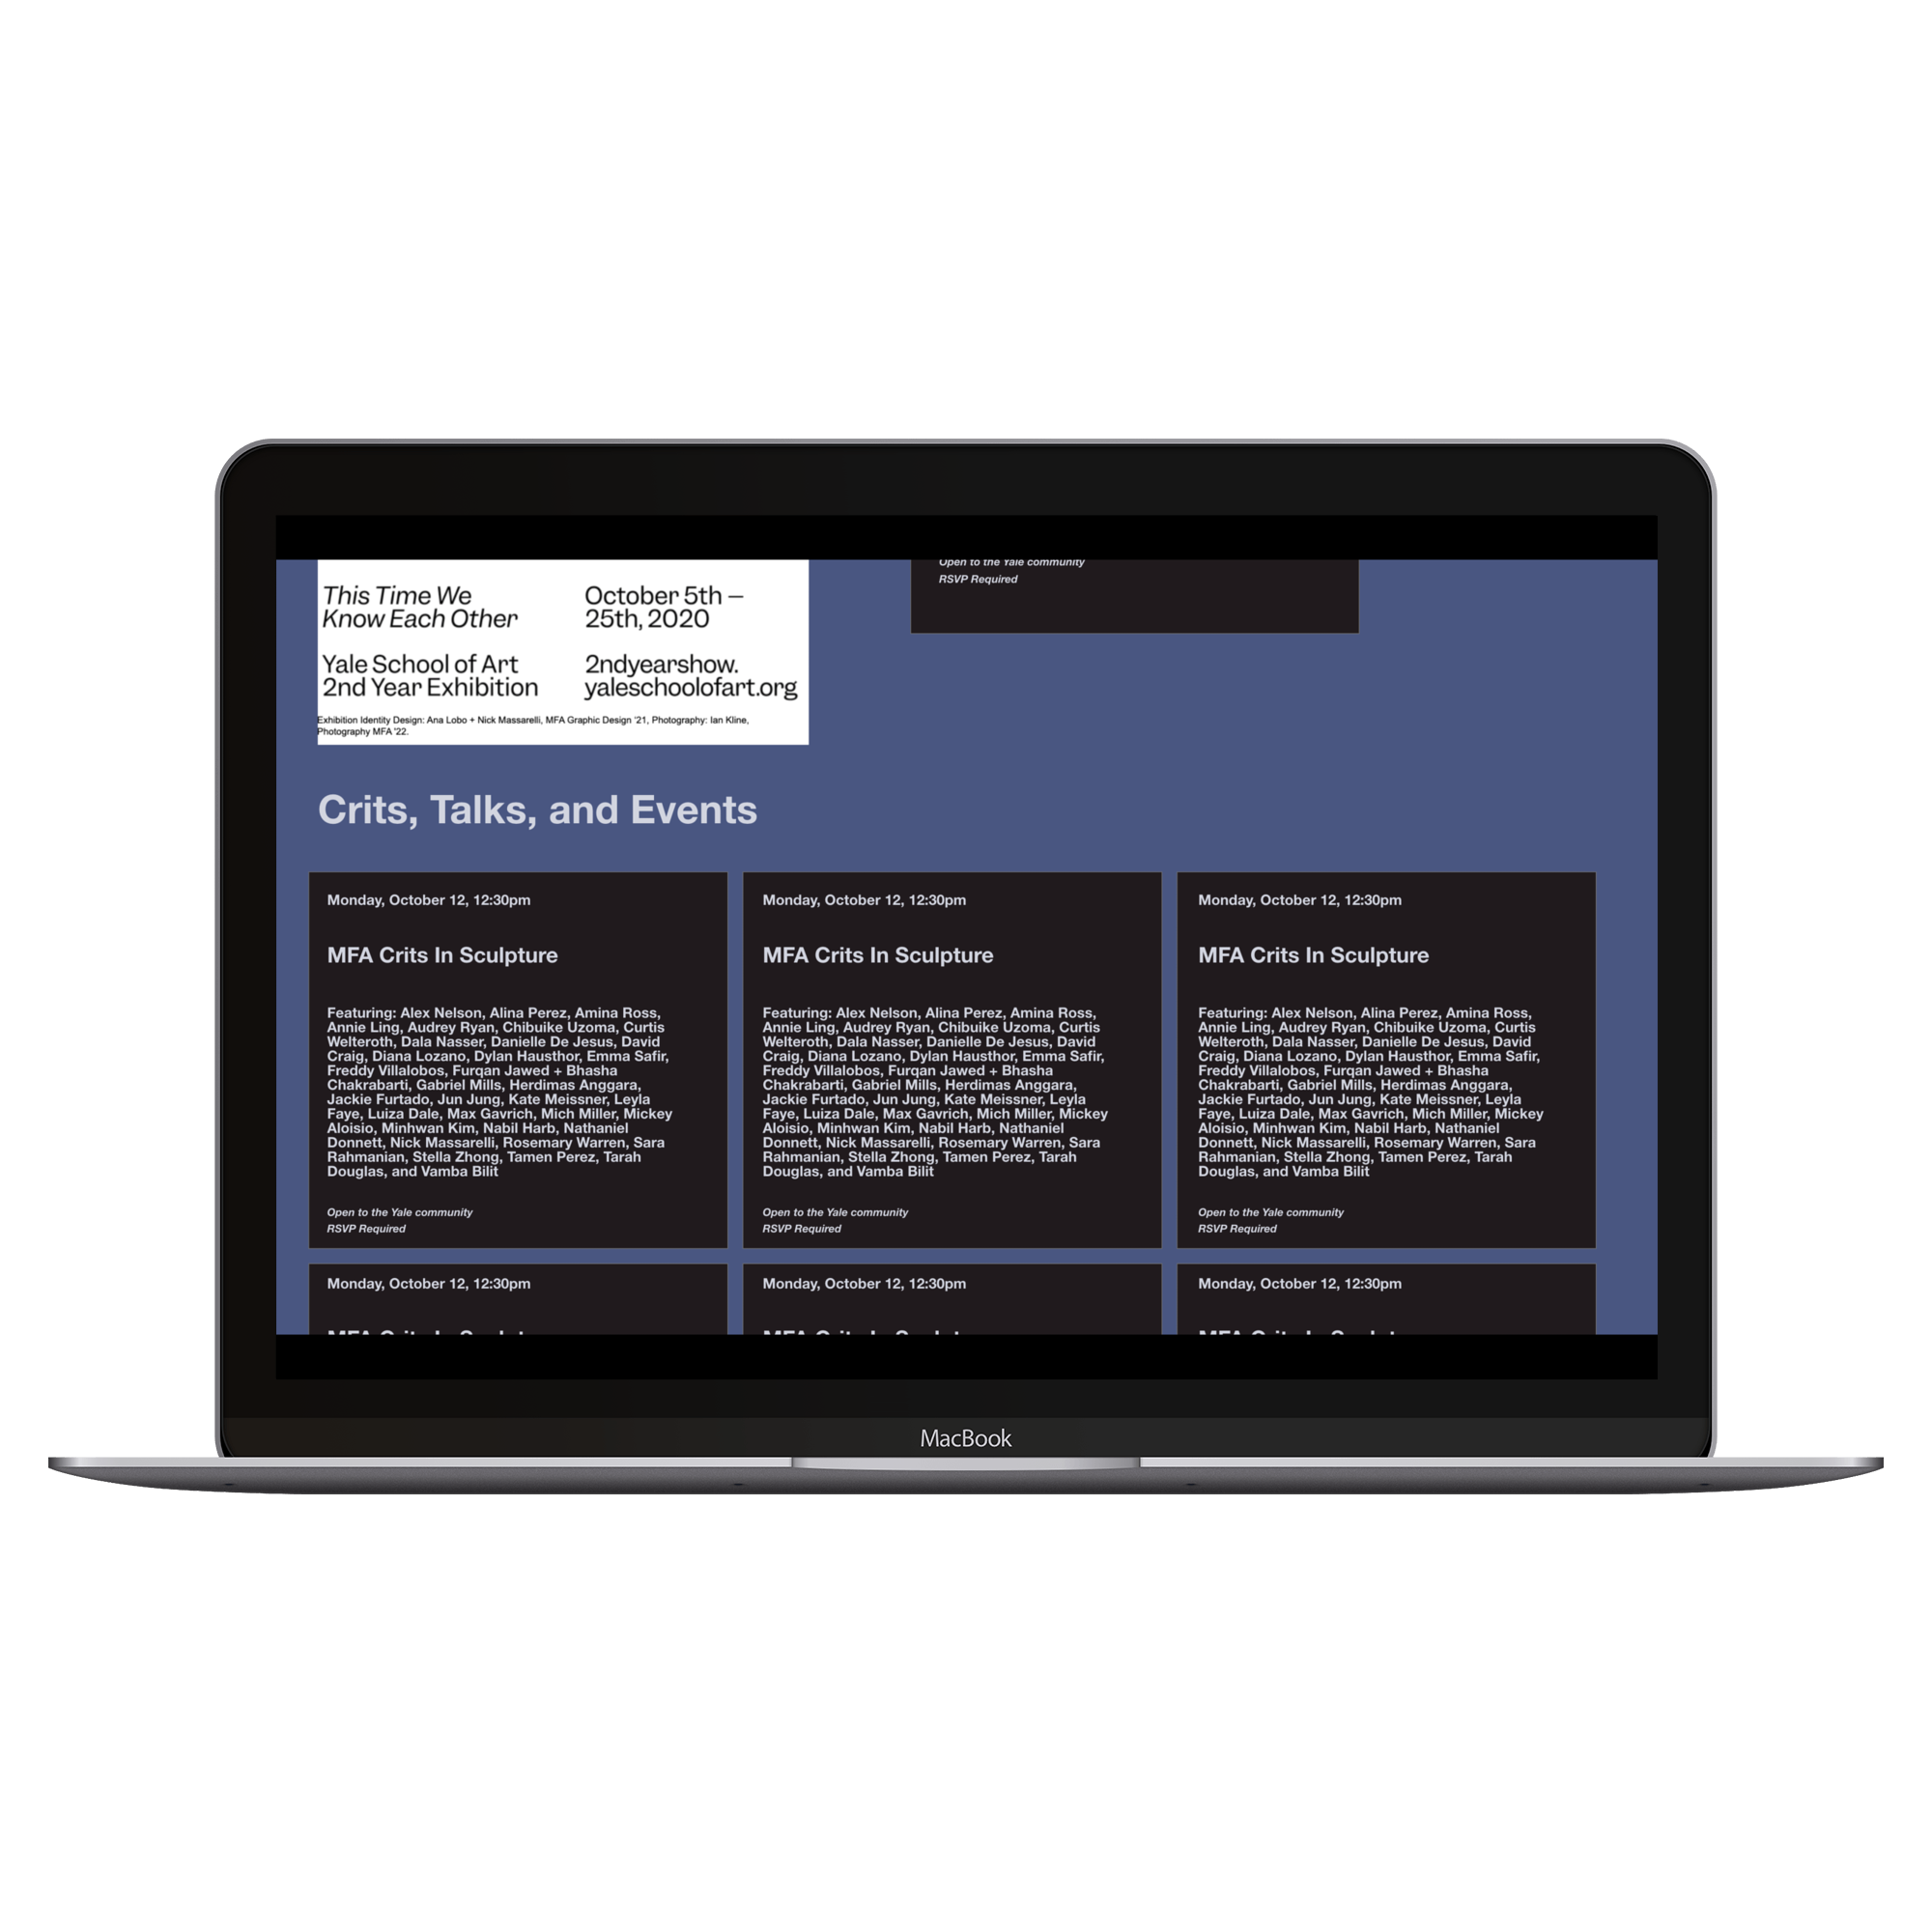 Open to the Yale community
RSVP Required
This Time We
Know Each Other
October 5th —
25th, 2020
Yale School of Art
2nd Year Exhibition
2ndyearshow.
yaleschoolofart.org
Exhibition Identity Design: Ana Lobo + Nick Massarelli, MFA Graphic Design '21, Photography: Ian Kline,
Photography MFA '22.
Crits, Talks, and Events
Monday, October 12, 12:30pm
MFA Crits In Sculpture
Featuring: Alex Nelson, Alina Perez, Amina Ross,
Annie Ling, Audrey Ryan, Chibuike Uzoma, Curtis
Welteroth, Dala Nasser, Danielle De Jesus, David
Craig, Diana Lozano, Dylan Hausthor, Emma Safir,
Freddy Villalobos, Furqan Jawed + Bhasha
Chakrabarti, Gabriel Mills, Herdimas Anggara,
Jackie Furtado, Jun Jung, Kate Meissner, Leyla
Faye, Luiza Dale, Max Gavrich, Mich Miller, Mickey
Aloisio, Minhwan Kim, Nabil Harb, Nathaniel
Donnett, Nick Massarelli, Rosemary Warren, Sara
Rahmanian, Stella Zhong, Tamen Perez, Tarah
Douglas, and Vamba Bilit
Open to the Yale community
RSVP Required
Monday, October 12, 12:30pm
MFA Crits In Sculpture
Featuring: Alex Nelson, Alina Perez, Amina Ross,
Annie Ling, Audrey Ryan, Chibuike Uzoma, Curtis
Welteroth, Dala Nasser, Danielle De Jesus, David
Craig, Diana Lozano, Dylan Hausthor, Emma Safir,
Freddy Villalobos, Furqan Jawed + Bhasha
Chakrabarti, Gabriel Mills, Herdimas Anggara,
Jackie Furtado, Jun Jung, Kate Meissner, Leyla
Faye, Luiza Dale, Max Gavrich, Mich Miller, Mickey
Aloisio, Minhwan Kim, Nabil Harb, Nathaniel
Donnett, Nick Massarelli, Rosemary Warren, Sara
Rahmanian, Stella Zhong, Tamen Perez, Tarah
Douglas, and Vamba Bilit
Open to the Yale community
RSVP Required
Monday, October 12, 12:30pm
MFA Crits In Sculpture
Featuring: Alex Nelson, Alina Perez, Amina Ross,
Annie Ling, Audrey Ryan, Chibuike Uzoma, Curtis
Welteroth, Dala Nasser, Danielle De Jesus, David
Craig, Diana Lozano, Dylan Hausthor, Emma Safir,
Freddy Villalobos, Furqan Jawed + Bhasha
Chakrabarti, Gabriel Mills, Herdimas Anggara,
Jackie Furtado, Jun Jung, Kate Meissner, Leyla
Faye, Luiza Dale, Max Gavrich, Mich Miller, Mickey
Aloisio, Minhwan Kim, Nabil Harb, Nathaniel
Donnett, Nick Massarelli, Rosemary Warren, Sara
Rahmanian, Stella Zhong, Tamen Perez, Tarah
Douglas, and Vamba Bilit
Open to the Yale community
RSVP Required
Monday, October 12, 12:30pm
Monday, October 12, 12:30pm
Monday, October 12, 12:30pm
MacBook